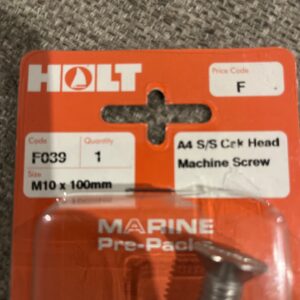 HOLT
Price Code
F
Code
Quantity
F039
1
Size
M10 x 100mm
A4 S/S Csk Head
Machine Screw
MARINE
Pre-Packs